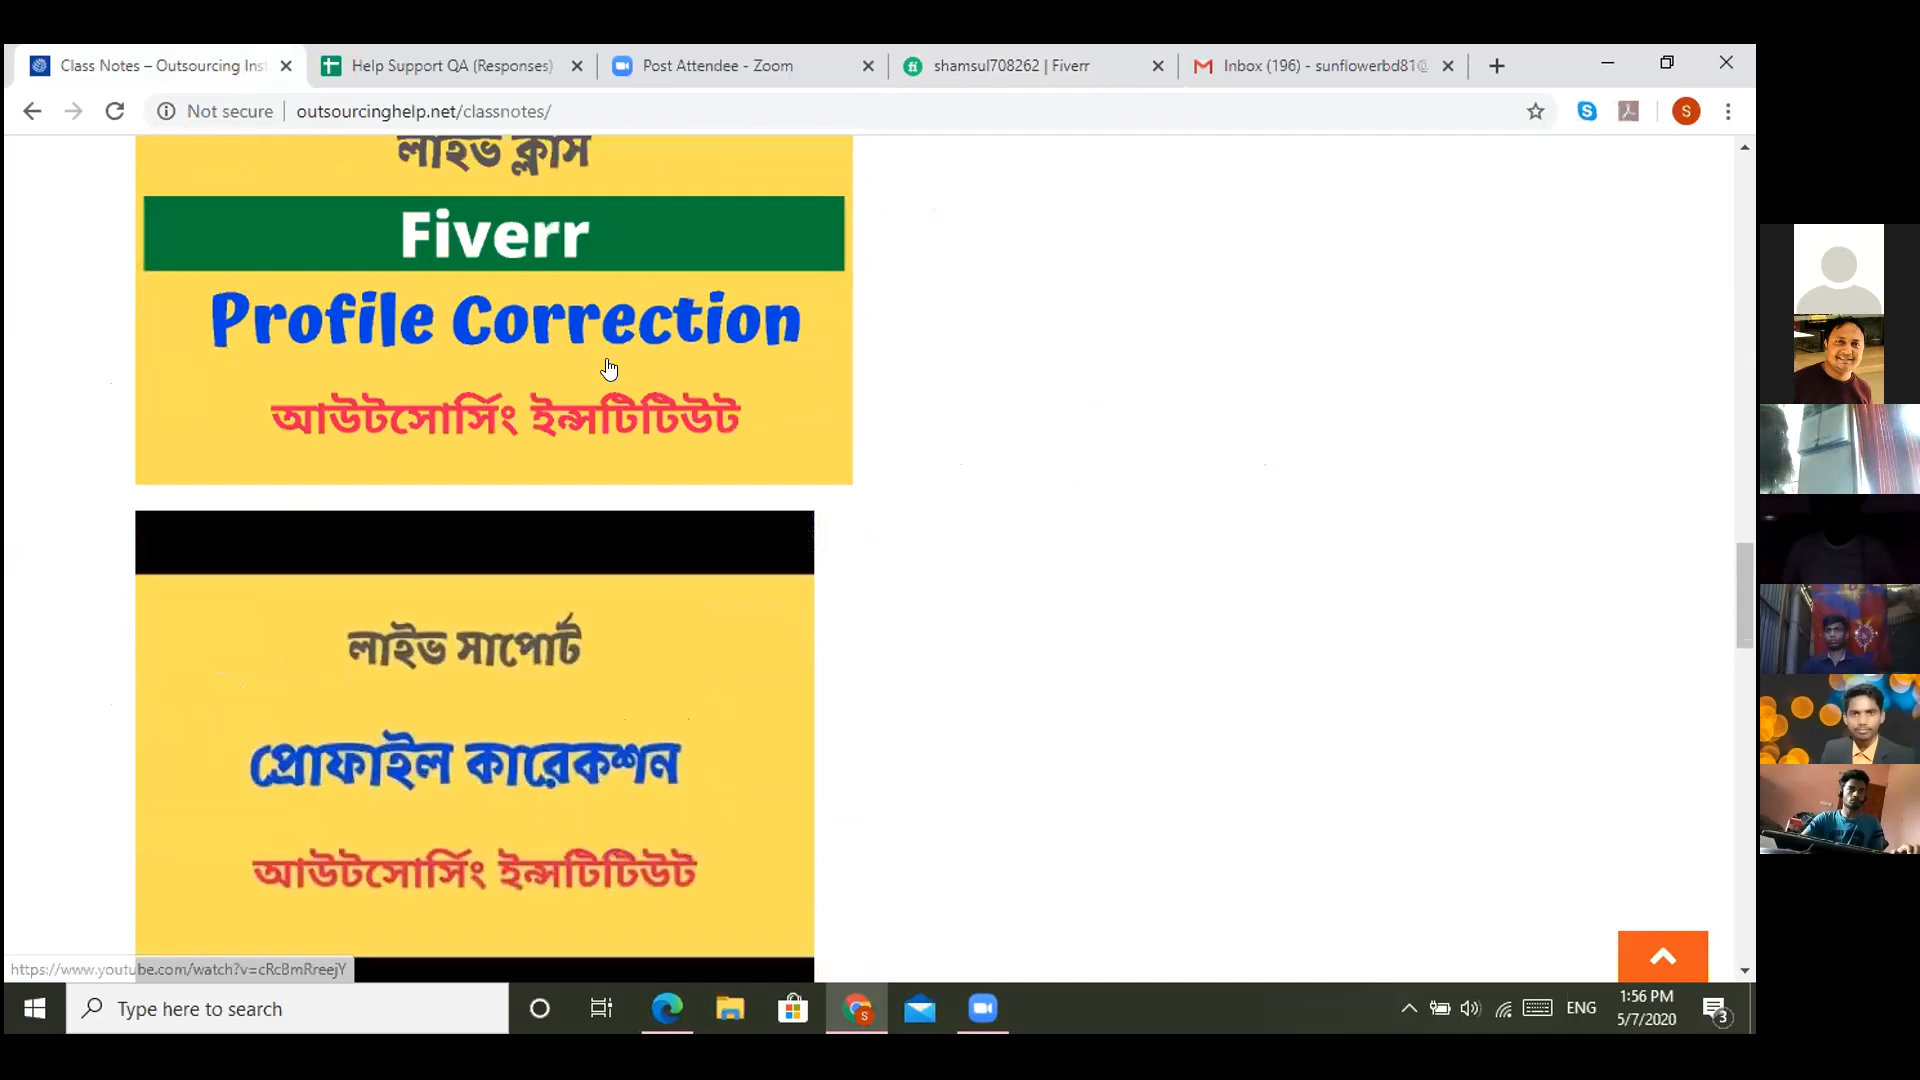 Class Notes – Outsourcing Inst
Help Support QA (Responses)
Post Attendee - Zoom
shamsul708262 | Fiverr
Inbox (196) - sunflowerbd81@
Not secure
outsourcinghelp.net/classnotes/
S
লাইভ ক্লাস
Fiverr
Profile Correction
আউটসোর্সিং ইন্সটিটিউট
লাইভ সাপোর্ট
প্রোফাইল কারেকশন
আউটসোর্সিং ইন্সটিটিউট
https://www.youtube.com/watch?v=cRcBmRreejY
Type here to search
ENG
1:56 PM
5/7/2020
3